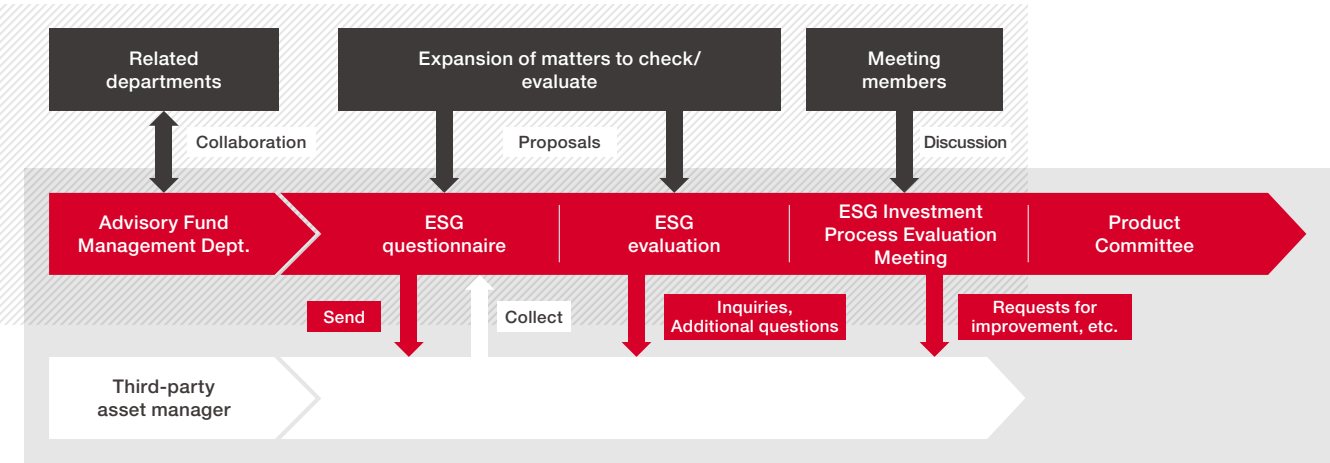 Related
departments
Expansion of matters to check/
evaluate
Meeting
members
Collaboration
Proposals
Discussion
Advisory Fund
Management Dept.
ESG
questionnaire
ESG
evaluation
ESG Investment
Process Evaluation
Meeting
Product
Committee
Send
Collect
Inquiries,
Additional questions
Requests for
improvement, etc.
Third-party
asset manager